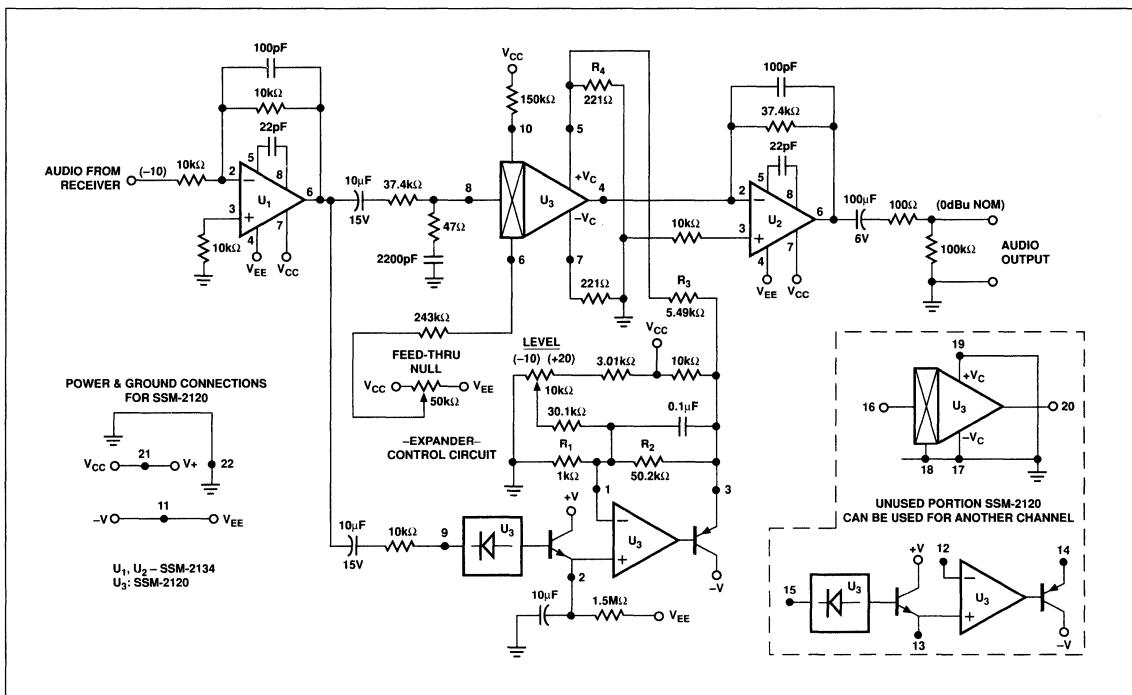 100pF
10kΩ
22pF
5
8
AUDIO FROM RECEIVER
(–10)
10kΩ
2
–
U1
6
3
+
4
7
10kΩ
VEE
VCC
10μF
15V
37.4kΩ
8
47Ω
2200pF
VCC
150kΩ
10
5
R4
221Ω
+VC
4
U3
–VC
6
7
221Ω
100pF
37.4kΩ
22pF
5
8
2
–
U2
6
10kΩ
3
+
4
7
VEE
VCC
100μF
6V
100Ω
(0dBu NOM)
100kΩ
AUDIO OUTPUT
R3
5.49kΩ
243kΩ
FEED-THRU NULL
VCC
VEE
50kΩ
LEVEL
(–10) (+20)
10kΩ
3.01kΩ
VCC
10kΩ
30.1kΩ
0.1μF
–EXPANDER–
CONTROL CIRCUIT
R1
1kΩ
R2
50.2kΩ
1
3
10μF
15V
10kΩ
9
U3
+V
–
U3
+
–V
2
10μF
1.5MΩ
VEE
POWER & GROUND CONNECTIONS
FOR SSM-2120
22
21
VCC
V+
11
–V
VEE
U1, U2 – SSM-2134
U3: SSM-2120
19
+VC
16
U3
20
–VC
18
17
UNUSED PORTION SSM-2120
CAN BE USED FOR ANOTHER CHANNEL
+V
12
14
15
U3
–
U3
+
13
–V